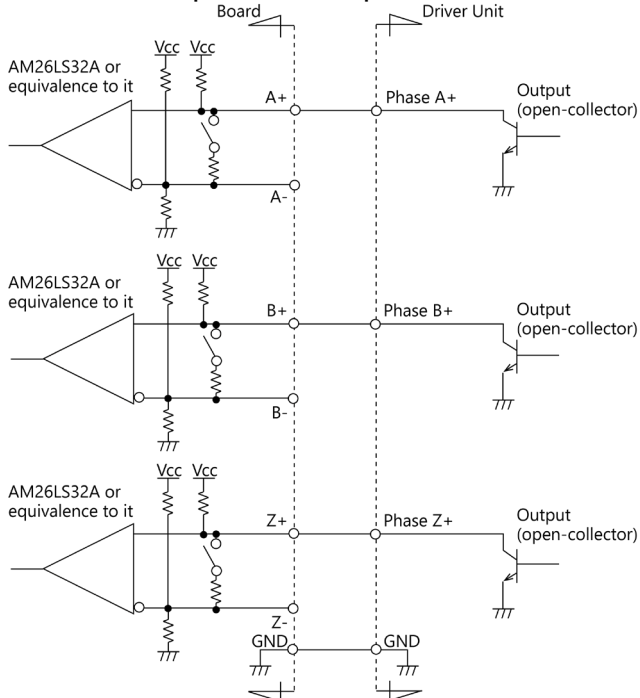 Board
Driver Unit
Vcc Vcc
AM26LS32A or
equivalence to it
A+
Phase A+
Output
(open-collector)
A-
Vcc Vcc
AM26LS32A or
equivalence to it
B+
Phase B+
Output
(open-collector)
B-
Vcc Vcc
AM26LS32A or
equivalence to it
Z+
Phase Z+
Output
(open-collector)
Z-
GND
GND